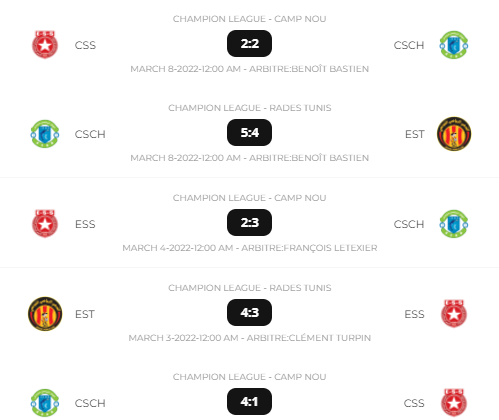 CHAMPION LEAGUE - CAMP NOU
CSS 2:2 CSCH
MARCH 8-2022-12:00 AM - ARBITRE:BENOÎT BASTIEN
CHAMPION LEAGUE - RADES TUNIS
CSCH 5:4 EST
MARCH 8-2022-12:00 AM - ARBITRE:BENOÎT BASTIEN
CHAMPION LEAGUE - CAMP NOU
ESS 2:3 CSCH
MARCH 4-2022-12:00 AM - ARBITRE:FRANÇOIS LETEXIER
CHAMPION LEAGUE - RADES TUNIS
EST 4:3 ESS
MARCH 3-2022-12:00 AM - ARBITRE:CLÉMENT TURPIN
CHAMPION LEAGUE - CAMP NOU
CSCH 4:1 CSS